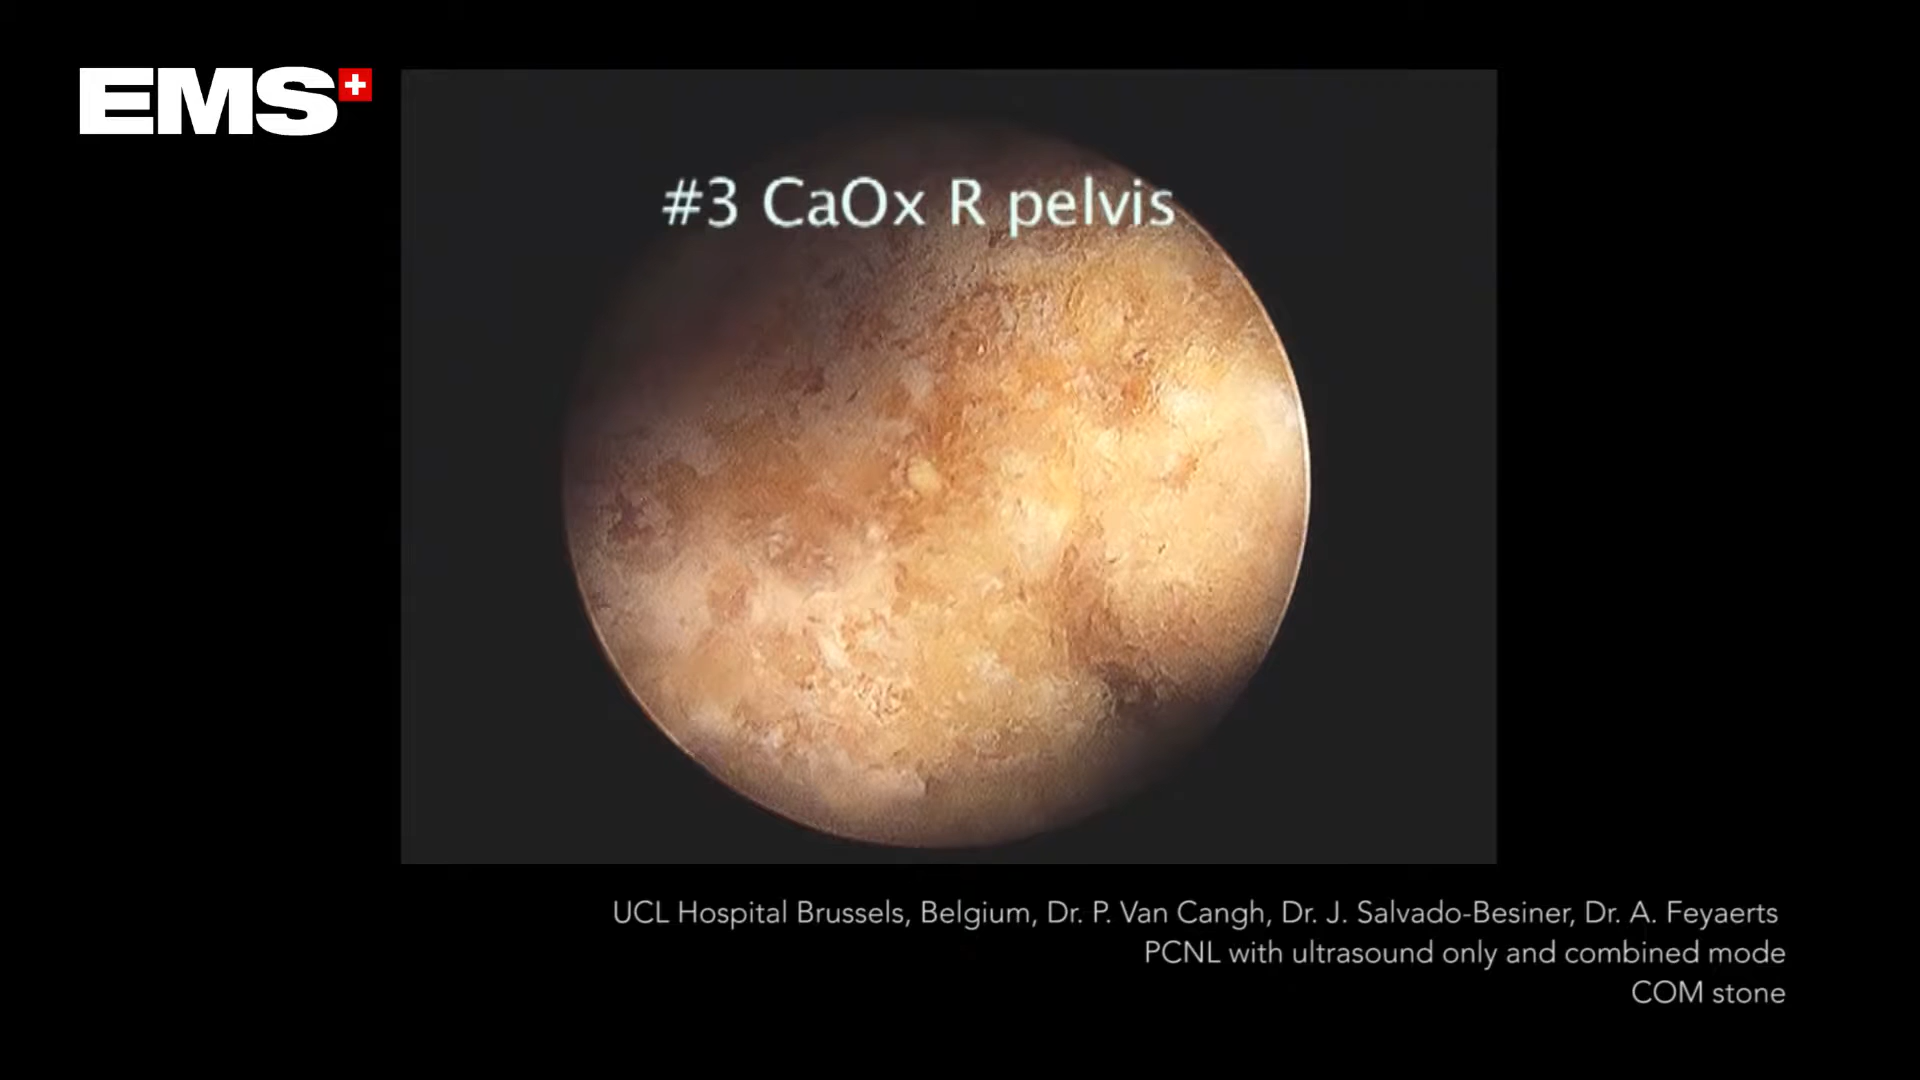 EMS+
#3 CaOx R pelvis
UCL Hospital Brussels, Belgium, Dr. P. Van Cangh, Dr. J. Salvado-Besiner, Dr. A. Feyaerts
PCNL with ultrasound only and combined mode
COM stone